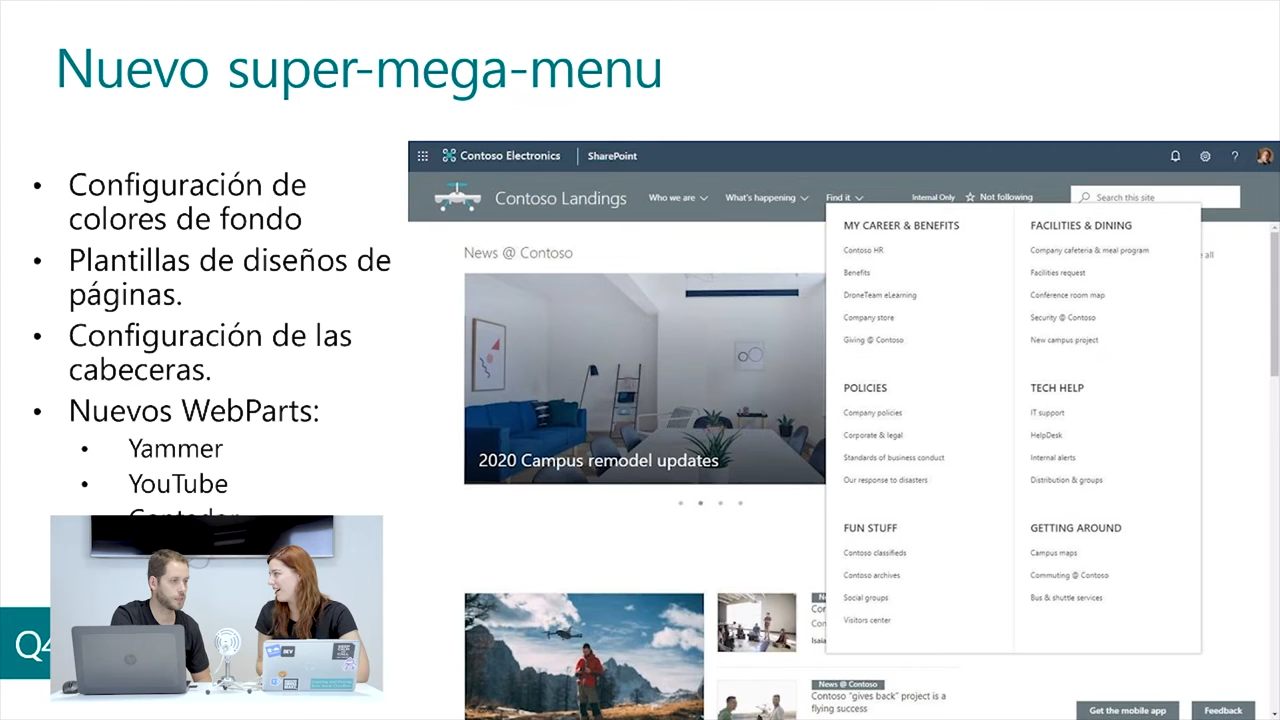 Nuevo super-mega-menu
• Configuración de
colores de fondo
• Plantillas de diseños de
páginas.
• Configuración de las
cabeceras.
• Nuevos WebParts:
• Yammer
• YouTube
Q4
Contoso Electronics
SharePoint
Contoso Landings
Who we are
What's happening
Find it
Internal Only
Not following
Search this site
News @ Contoso
2020 Campus remodel updates
MY CAREER & BENEFITS
Contoso HR
Benefits
DroneTeam eLearning
Company store
Giving @ Contoso
POLICIES
Company policies
Corporate & legal
Standards of business conduct
Our response to disasters
FUN STUFF
Contoso classifieds
Contoso archives
Social groups
Visitors center
FACILITIES & DINING
Company cafeteria & meal program
Facilities request
Conference room map
Security @ Contoso
New campus project
TECH HELP
IT support
HelpDesk
Internal alerts
Distribution & groups
GETTING AROUND
Campus maps
Commuting @ Contoso
Bus & shuttle services
all
News @ Contoso
Contoso "gives back" project is a
flying success
Get the mobile app
Feedback